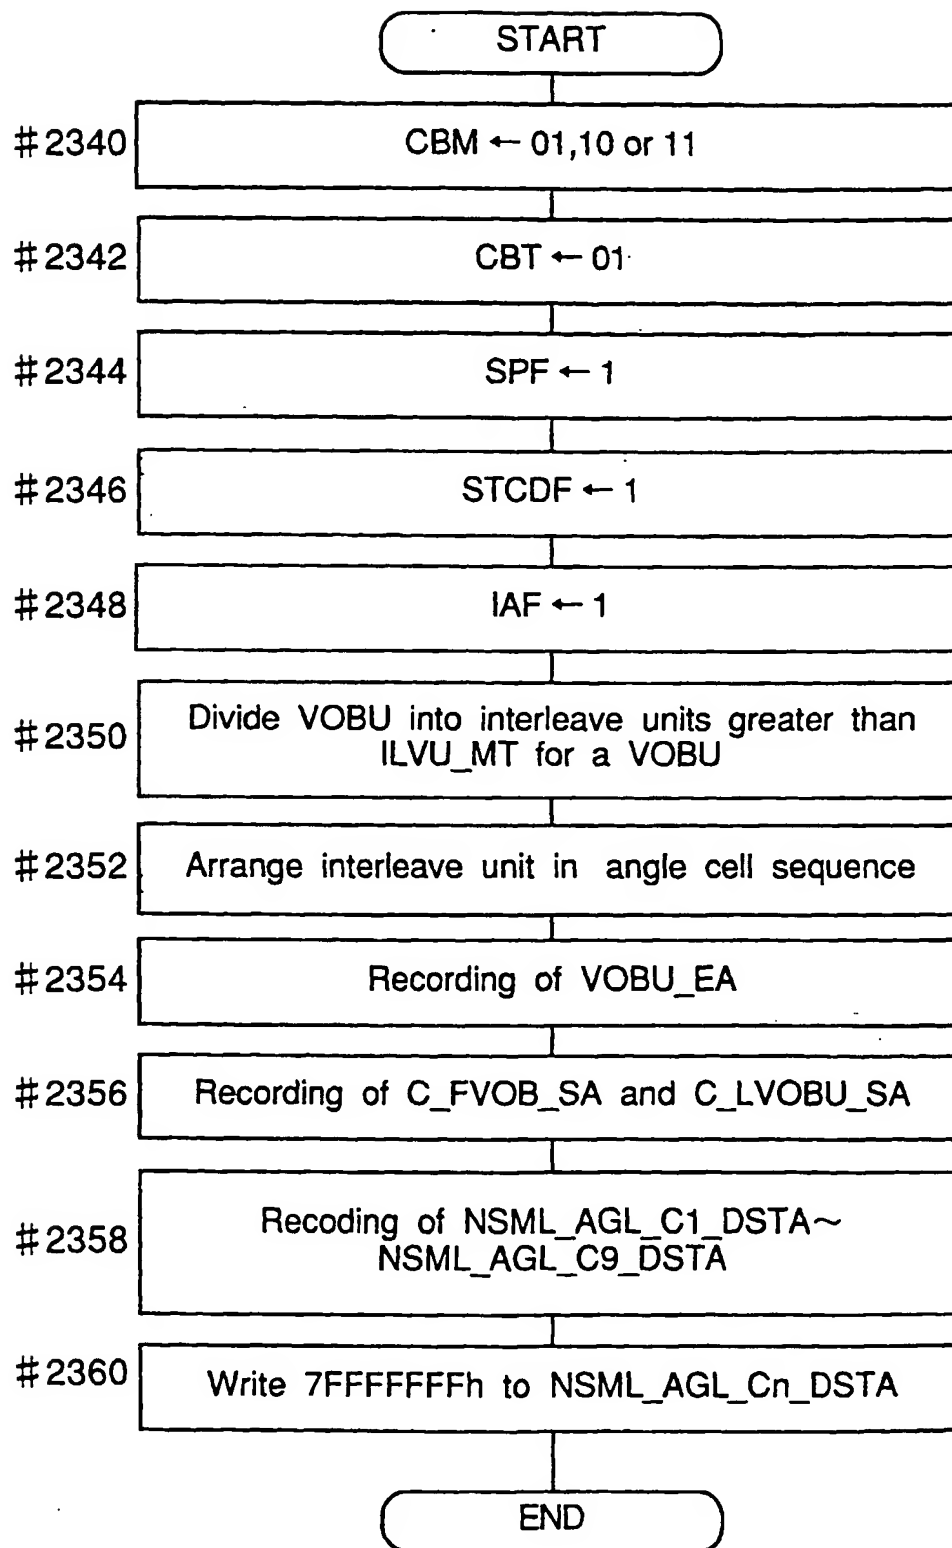 START
#2340 CBM ← 01,10 or 11
#2342 CBT ← 01
#2344 SPF ← 1
#2346 STCDF ← 1
#2348 IAF ← 1
#2350 Divide VOBU into interleave units greater than
ILVU_MT for a VOBU
#2352 Arrange interleave unit in angle cell sequence
#2354 Recording of VOBU_EA
#2356 Recording of C_FVOB_SA and C_LVOBU_SA
#2358 Recoding of NSML_AGL_C1_DSTA~
NSML_AGL_C9_DSTA
#2360 Write 7FFFFFFFh to NSML_AGL_Cn_DSTA
END